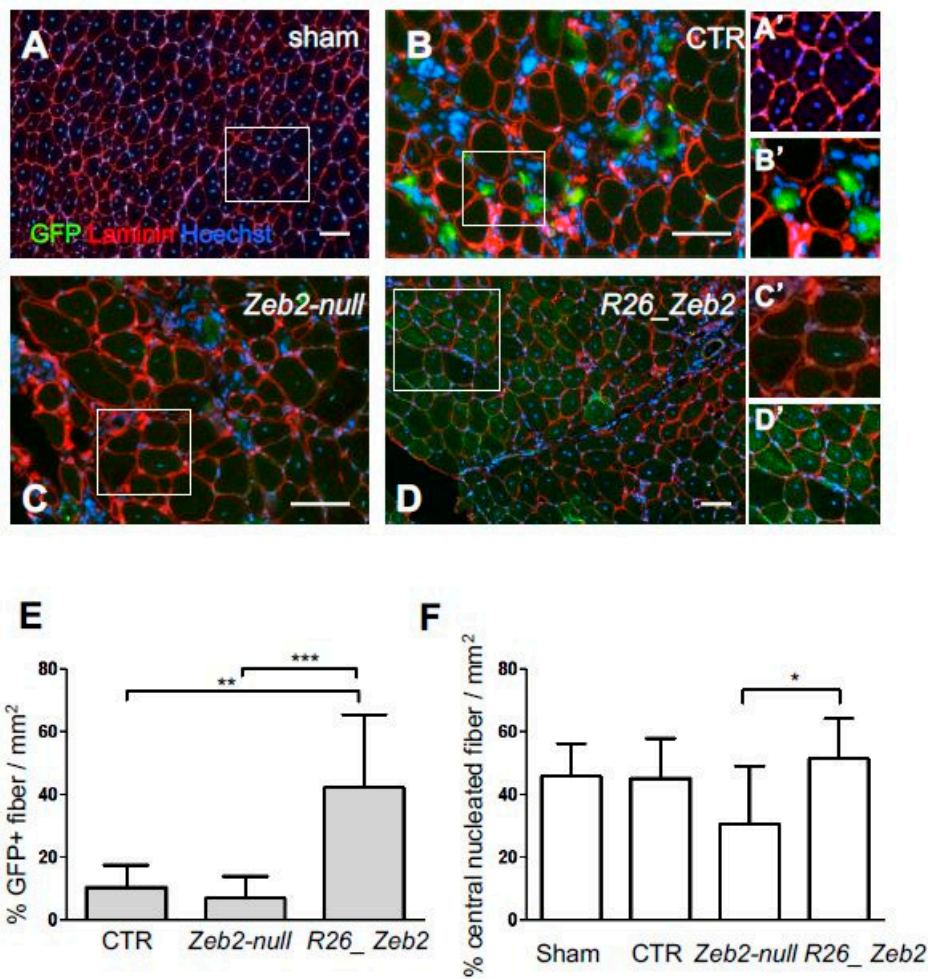 A
sham
GFP Laminin Hoechst
B
CTR
A'
B'
Zeb2-null
C
R26_Zeb2
D
C'
D'
E
% GFP+ fiber / mm²
80
60
40
20
0
**
***
CTR
Zeb2-null
R26_ Zeb2
F
% central nucleated fiber / mm²
80
60
40
20
0
*
Sham
CTR
Zeb2-null
R26_ Zeb2